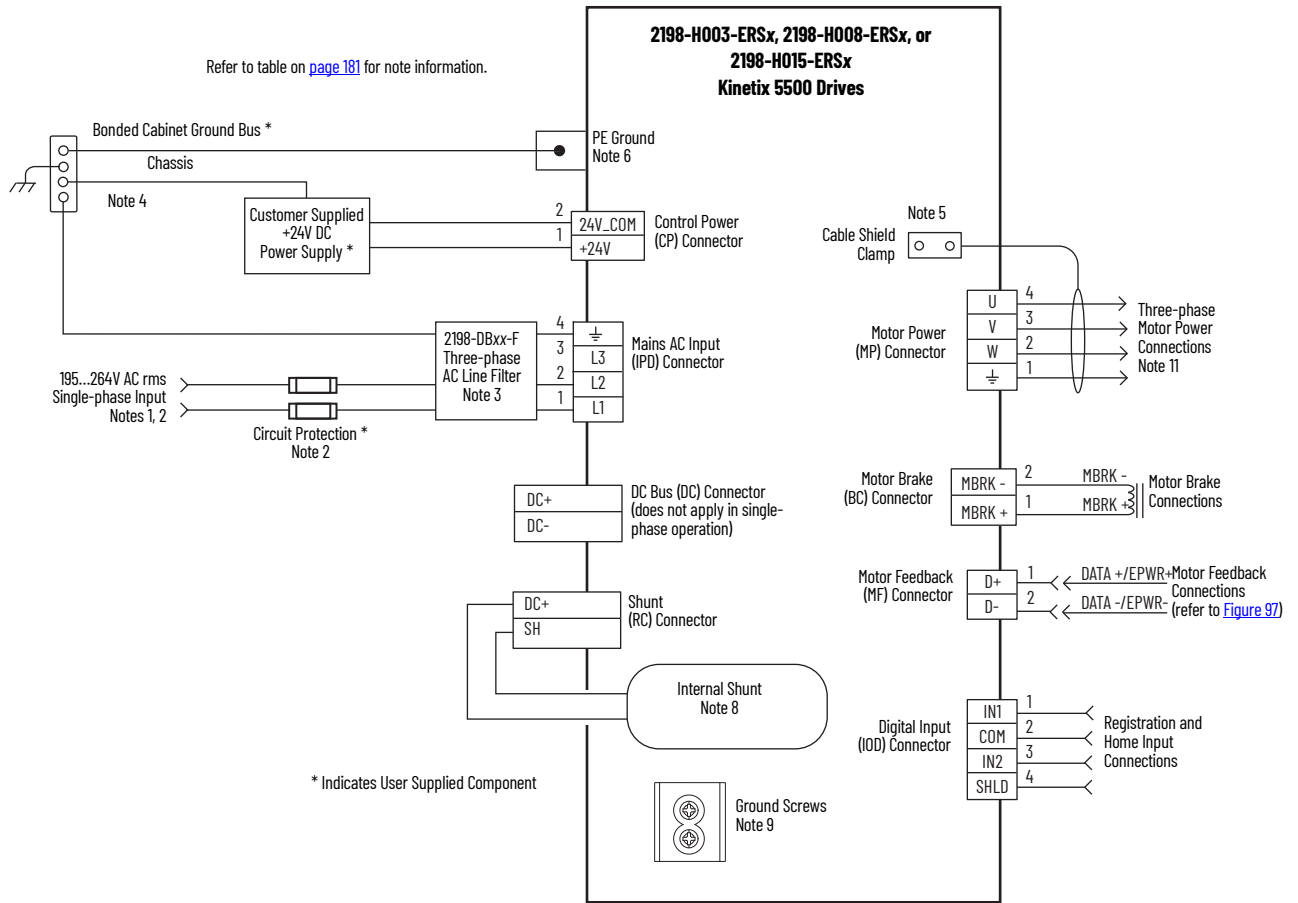 2198-H003-ERSx, 2198-H008-ERSx, or
2198-H015-ERSx
Kinetix 5500 Drives
Refer to table on page 181 for note information.
Bonded Cabinet Ground Bus *
Chassis
Note 4
PE Ground
Note 6
Customer Supplied
+24V DC
Power Supply *
2
1
24V_COM
+24V
Control Power
(CP) Connector
Note 5
Cable Shield
Clamp
195...264V AC rms
Single-phase Input
Notes 1, 2
Circuit Protection *
Note 2
2198-DBxx-F
Three-phase
AC Line Filter
Note 3
4
3
2
1
L3
L2
L1
Mains AC Input
(IPD) Connector
Motor Power
(MP) Connector
U
V
W
4
3
2
1
Three-phase
Motor Power
Connections
Note 11
DC+
DC-
DC Bus (DC) Connector
(does not apply in single-
phase operation)
Motor Brake
(BC) Connector
MBRK -
MBRK +
2
1
MBRK -
MBRK +
Motor Brake
Connections
DC+
SH
Shunt
(RC) Connector
Motor Feedback
(MF) Connector
D+
D-
1
2
DATA +/EPWR+
DATA -/EPWR-
Motor Feedback
Connections
(refer to Figure 97)
Internal Shunt
Note 8
Digital Input
(IOD) Connector
IN1
COM
IN2
SHLD
1
2
3
4
Registration and
Home Input
Connections
* Indicates User Supplied Component
Ground Screws
Note 9